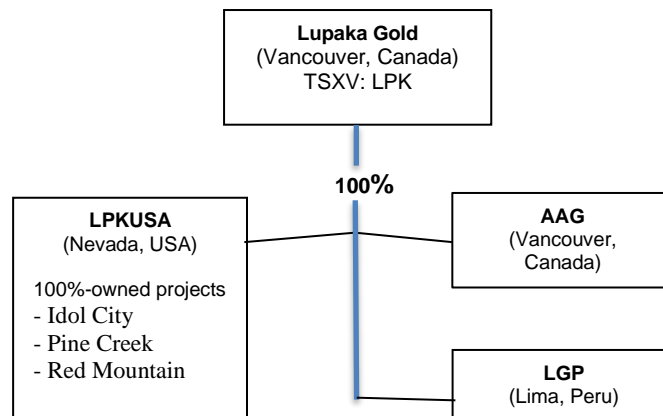 Lupaka Gold
(Vancouver, Canada)
TSXV: LPK
100%
LPKUSA
(Nevada, USA)
100%-owned projects
- Idol City
- Pine Creek
- Red Mountain
AAG
(Vancouver,
Canada)
LGP
(Lima, Peru)